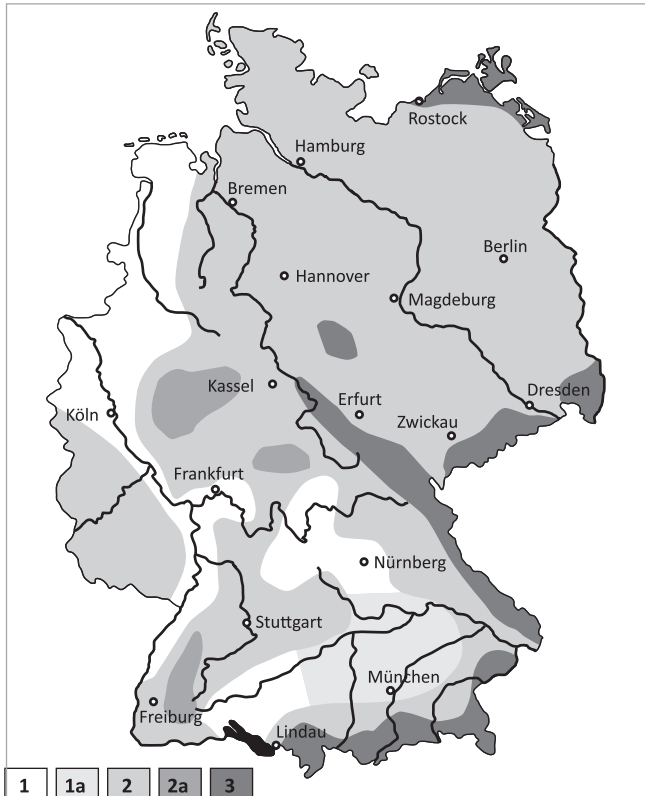 Rostock
Hamburg
Bremen
Berlin
Hannover
Magdeburg
Kassel
Erfurt
Dresden
Köln
Zwickau
Frankfurt
Nürnberg
Stuttgart
München
Freiburg
Lindau
1 1a 2 2a 3